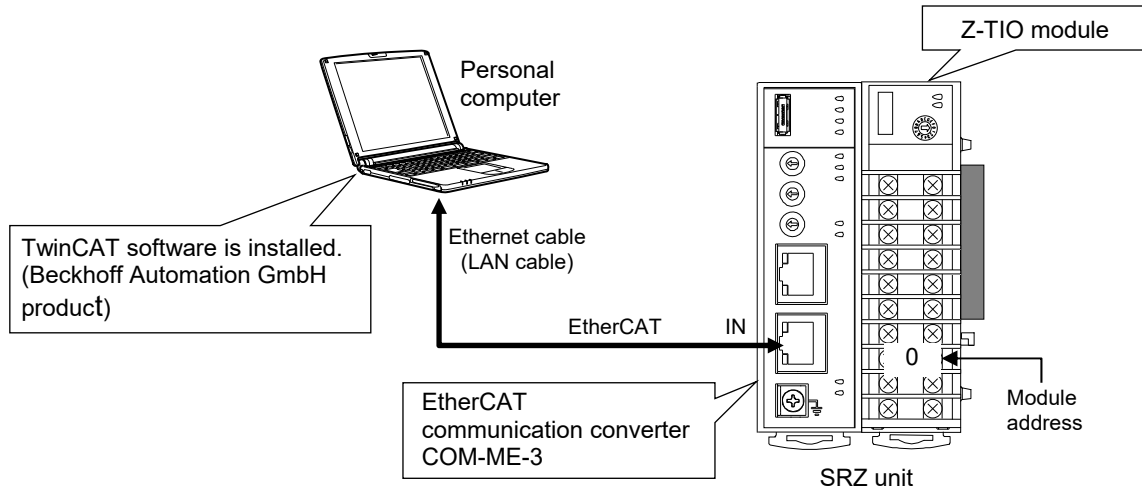 Z-TIO module
Personal
computer
TwinCAT software is installed.
(Beckhoff Automation GmbH
product)
Ethernet cable
(LAN cable)
EtherCAT
IN
0
Module
address
EtherCAT
communication converter
COM-ME-3
SRZ unit